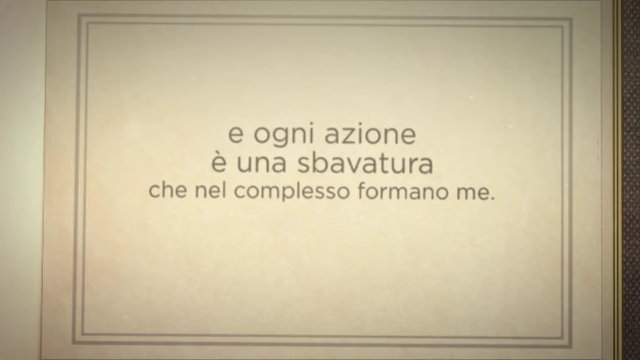 e ogni azione
è una sbavatura
che nel complesso formano me.